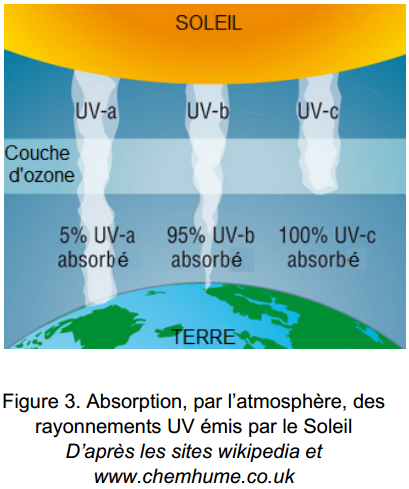 SOLEIL
UV-a UV-b UV-c
Couche
d'ozone
5% UV-a 95% UV-b 100% UV-c
absorbé absorbé absorbé
TERRE
Figure 3. Absorption, par l'atmosphère, des
rayonnements UV émis par le Soleil
D'après les sites wikipedia et
www.chemhume.co.uk